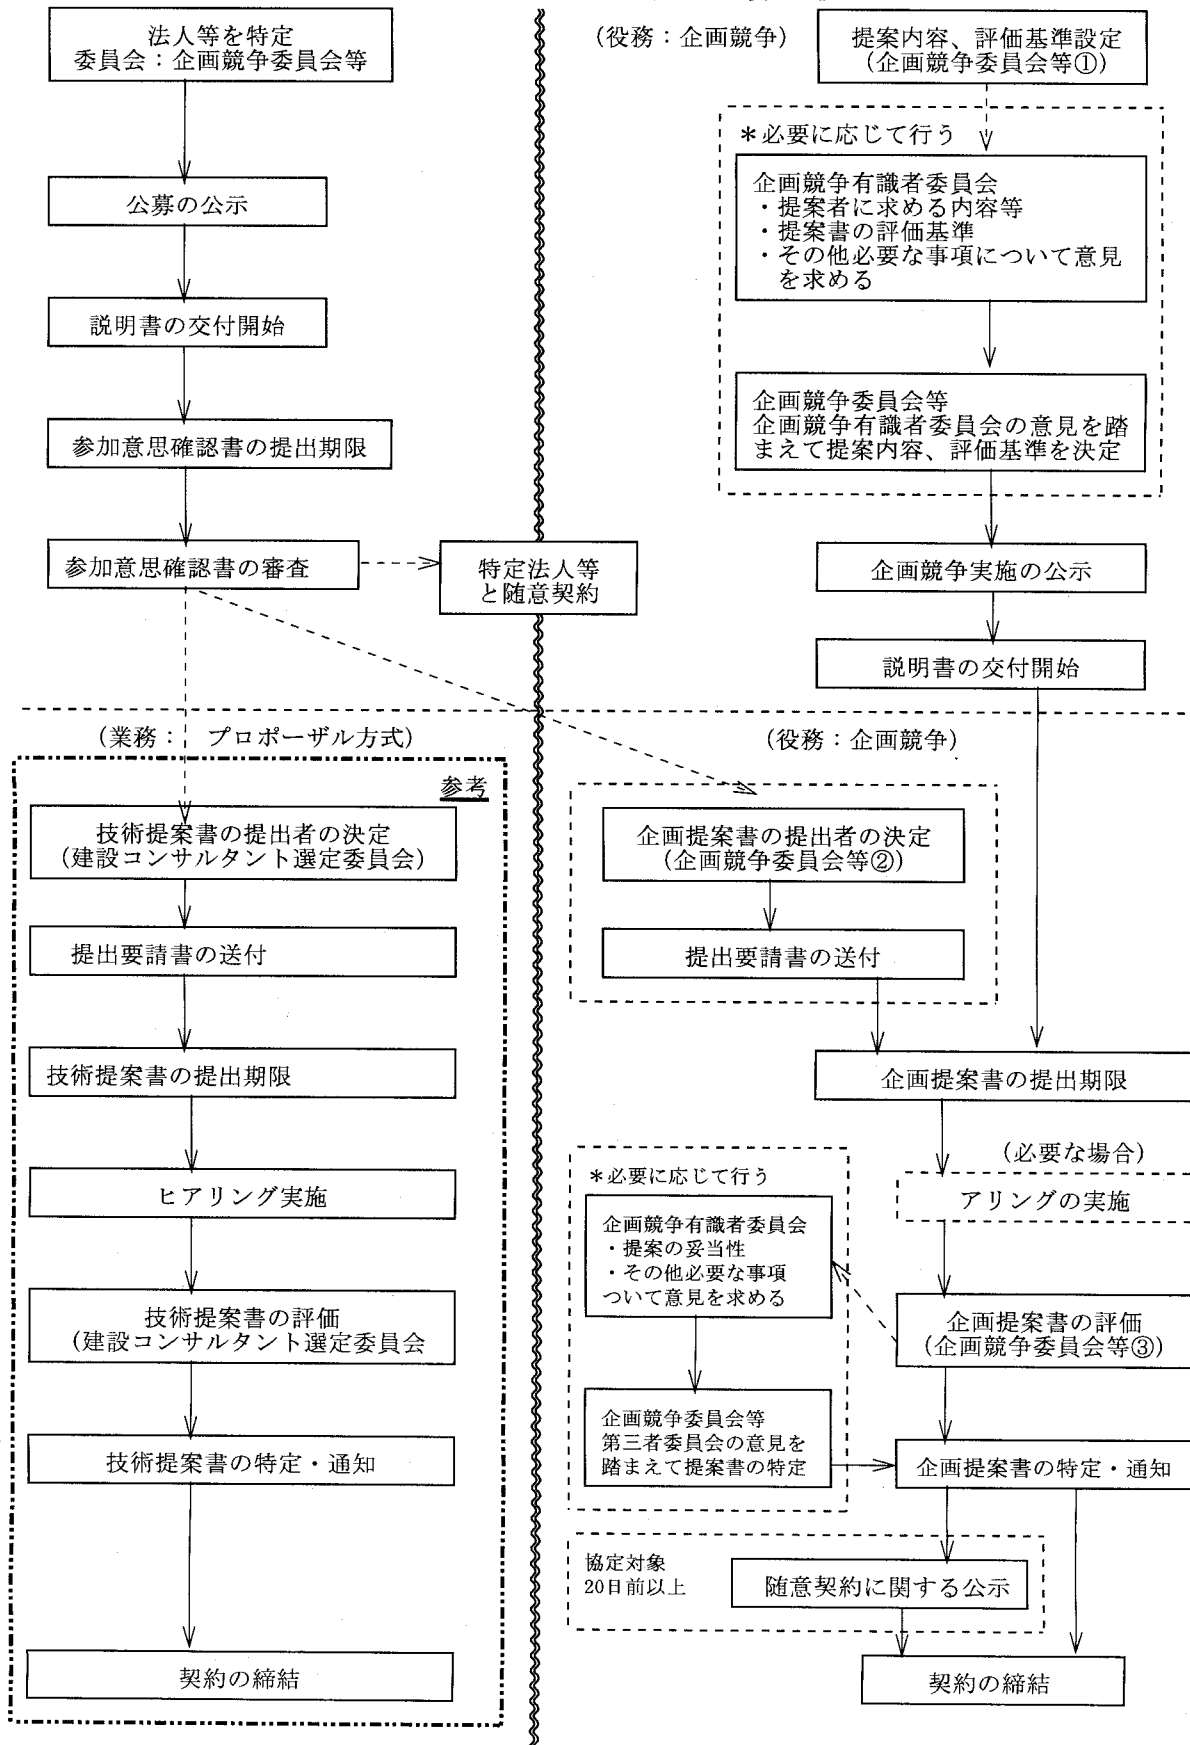 法人等を特定
委員会：企画競争委員会等
公募の公示
説明書の交付開始
参加意思確認書の提出期限
参加意思確認書の審査
特定法人等
と随意契約
(役務：企画競争)
提案内容、評価基準設定
(企画競争委員会等①)
＊必要に応じて行う
企画競争有識者委員会
・提案者に求める内容等
・提案書の評価基準
・その他必要な事項について意見
を求める
企画競争委員会等
企画競争有識者委員会の意見を踏
まえて提案内容、評価基準を決定
企画競争実施の公示
説明書の交付開始
(業務：　プロポーザル方式)
参考
技術提案書の提出者の決定
(建設コンサルタント選定委員会)
提出要請書の送付
技術提案書の提出期限
ヒアリング実施
技術提案書の評価
(建設コンサルタント選定委員会
技術提案書の特定・通知
契約の締結
(役務：企画競争)
企画提案書の提出者の決定
(企画競争委員会等②)
提出要請書の送付
企画提案書の提出期限
(必要な場合)
アリングの実施
＊必要に応じて行う
企画競争有識者委員会
・提案の妥当性
・その他必要な事項
ついて意見を求める
企画提案書の評価
(企画競争委員会等③)
企画競争委員会等
第三者委員会の意見を
踏まえて提案書の特定
企画提案書の特定・通知
協定対象
20日前以上
随意契約に関する公示
契約の締結